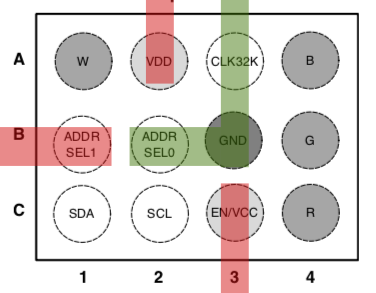 A W VDD CLK32K B
B ADDR SEL1 ADDR SEL0 GND G
C SDA SCL EN/VCC R
1 2 3 4